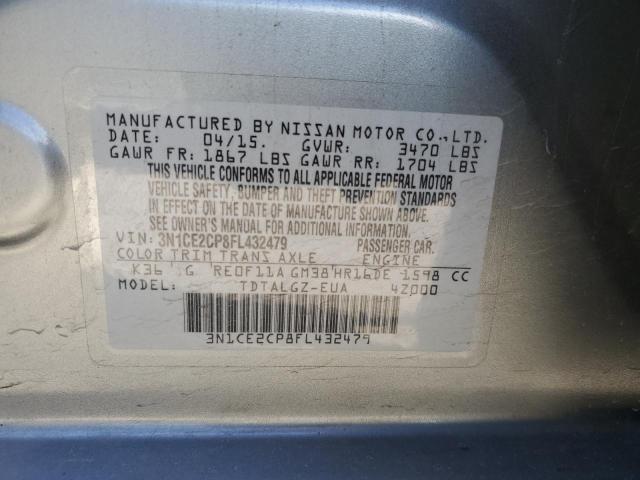 MANUFACTURED BY NISSAN MOTOR CO.,LTD.
DATE: 04/15. GVWR: 3470 LBS
GAWR FR: 1867 LBS GAWR RR: 1704 LBS
THIS VEHICLE CONFORMS TO ALL APPLICABLE FEDERAL MOTOR
VEHICLE SAFETY, BUMPER AND THEFT PREVENTION STANDARDS
IN EFFECT ON THE DATE OF MANUFACTURE SHOWN ABOVE.
SEE OWNER'S MANUAL FOR ADDITIONAL INFORMATION.
VIN: 3N1CE2CP8FL432479 PASSENGER CAR.
COLOR TRIM TRANS AXLE ENGINE
K36 G RE0F11A GM38 HR16DE 1598 CC
MODEL: TDTALGZ-EUA 4Z000
3N1CE2CP8FL432479